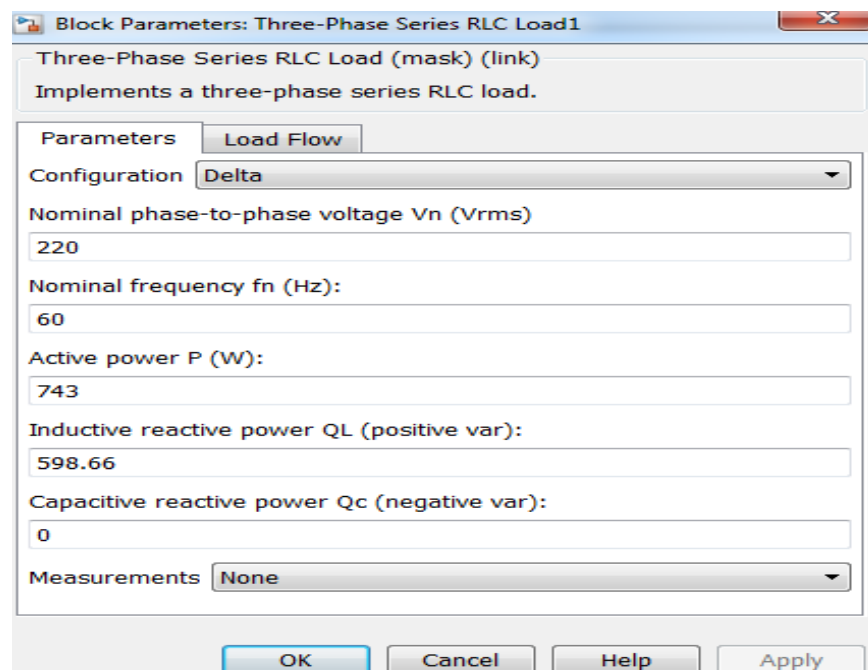 Block Parameters: Three-Phase Series RLC Load1
Three-Phase Series RLC Load (mask) (link)
Implements a three-phase series RLC load.
Parameters Load Flow
Configuration Delta
Nominal phase-to-phase voltage Vn (Vrms)
220
Nominal frequency fn (Hz):
60
Active power P (W):
743
Inductive reactive power QL (positive var):
598.66
Capacitive reactive power Qc (negative var):
0
Measurements None
OK Cancel Help Apply